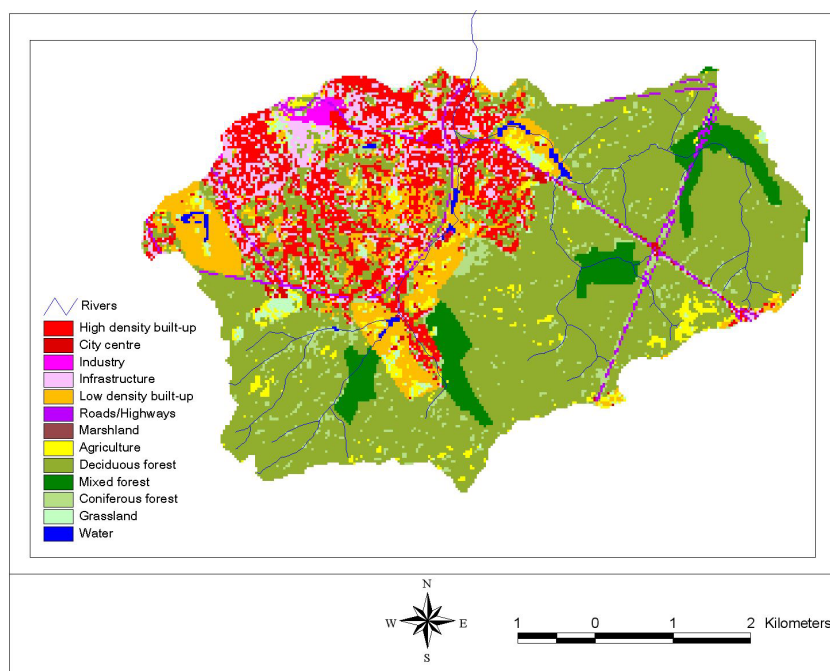 Rivers
High density built-up
City centre
Industry
Infrastructure
Low density built-up
Roads/Highways
Marshland
Agriculture
Deciduous forest
Mixed forest
Coniferous forest
Grassland
Water
N
W E
S
1 0 1 2 Kilometers